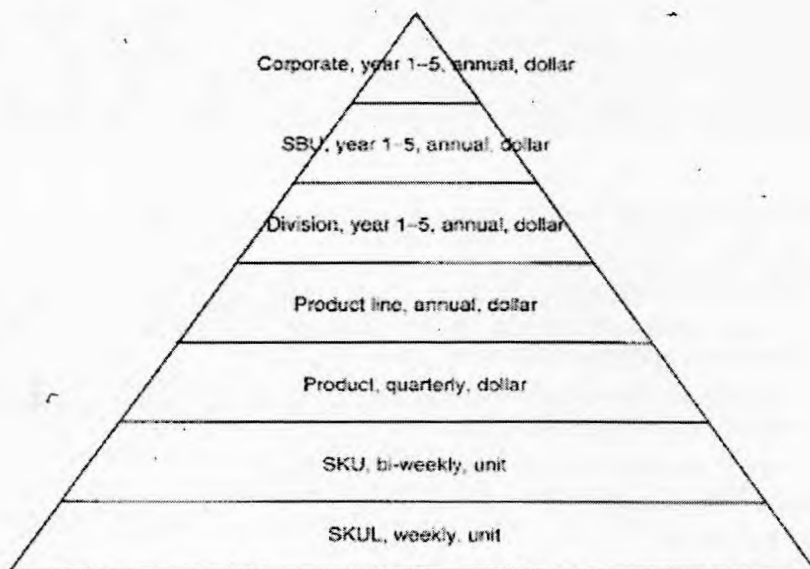 Corporate, year 1–5, annual, dollar
SBU, year 1–5, annual, dollar
Division, year 1–5, annual, dollar
Product line, annual, dollar
Product, quarterly, dollar
SKU, bi-weekly, unit
SKUL, weekly, unit